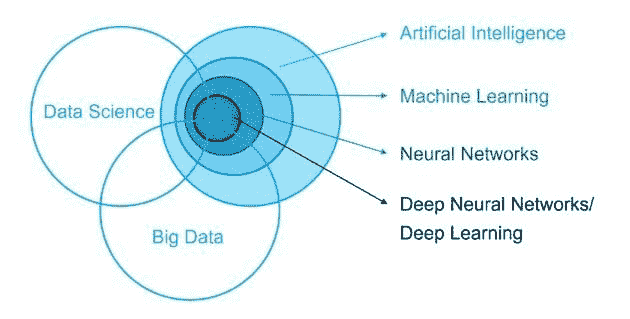 Artificial Intelligence
Data Science
Machine Learning
Neural Networks
Deep Neural Networks/
Deep Learning
Big Data